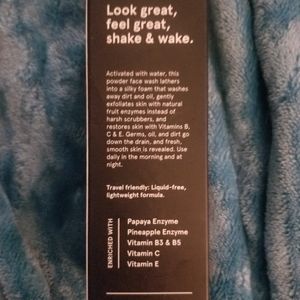 Look great,
feel great,
shake & wake.
Activated with water, this
powder face wash lathers
into a silky foam that washes
away dirt and oil, gently
exfoliates skin with natural
fruit enzymes instead of
harsh scrubbers, and
restores skin with Vitamins B,
C & E. Germs, oil, and dirt go
down the drain, and fresh,
smooth skin is revealed. Use
daily in the morning and at
night.
Travel friendly: Liquid-free,
lightweight formula.
ENRICHED WITH
Papaya Enzyme
Pineapple Enzyme
Vitamin B3 & B5
Vitamin C
Vitamin E